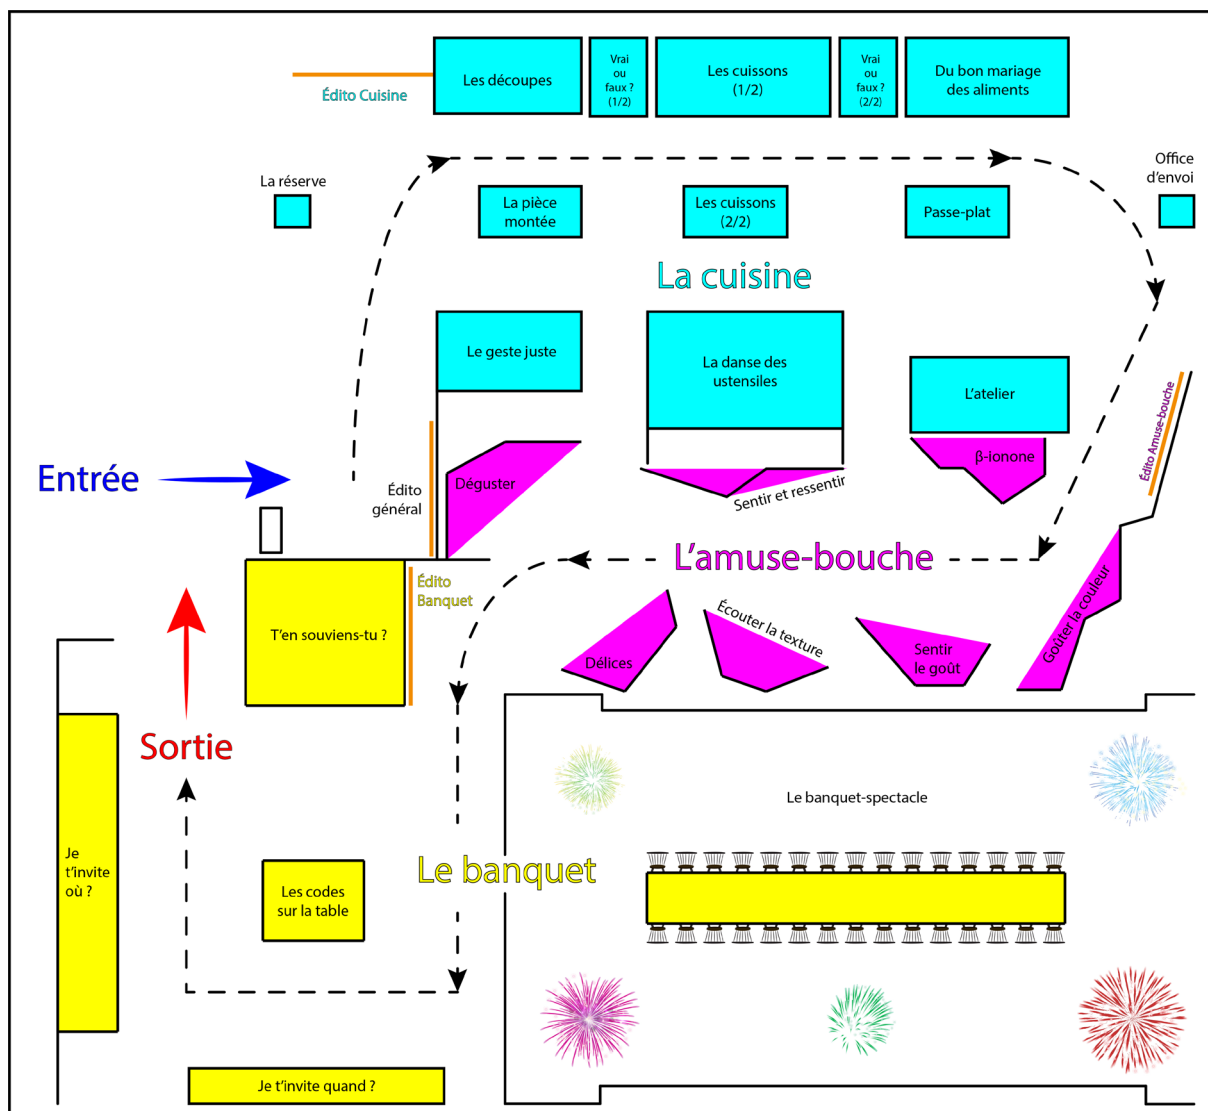 Les découpes
Vrai
ou
faux ?
(1/2)
Les cuissons
(1/2)
Vrai
ou
faux ?
(2/2)
Du bon mariage
des aliments
Édito Cuisine
La réserve
La pièce
montée
Les cuissons
(2/2)
Passe-plat
Office
d'envoi
La cuisine
Le geste juste
La danse des
ustensiles
L'atelier
Édito Amuse-bouche
Entrée
Édito
général
Déguster
Sentir et ressentir
β-ionone
L'amuse-bouche
Édito
Banquet
T'en souviens-tu ?
Délices
Écouter la texture
Sentir
le goût
Goûter la couleur
Sortie
Le banquet-spectacle
Je
t'invite
où ?
Les codes
sur la table
Le banquet
Je t'invite quand ?